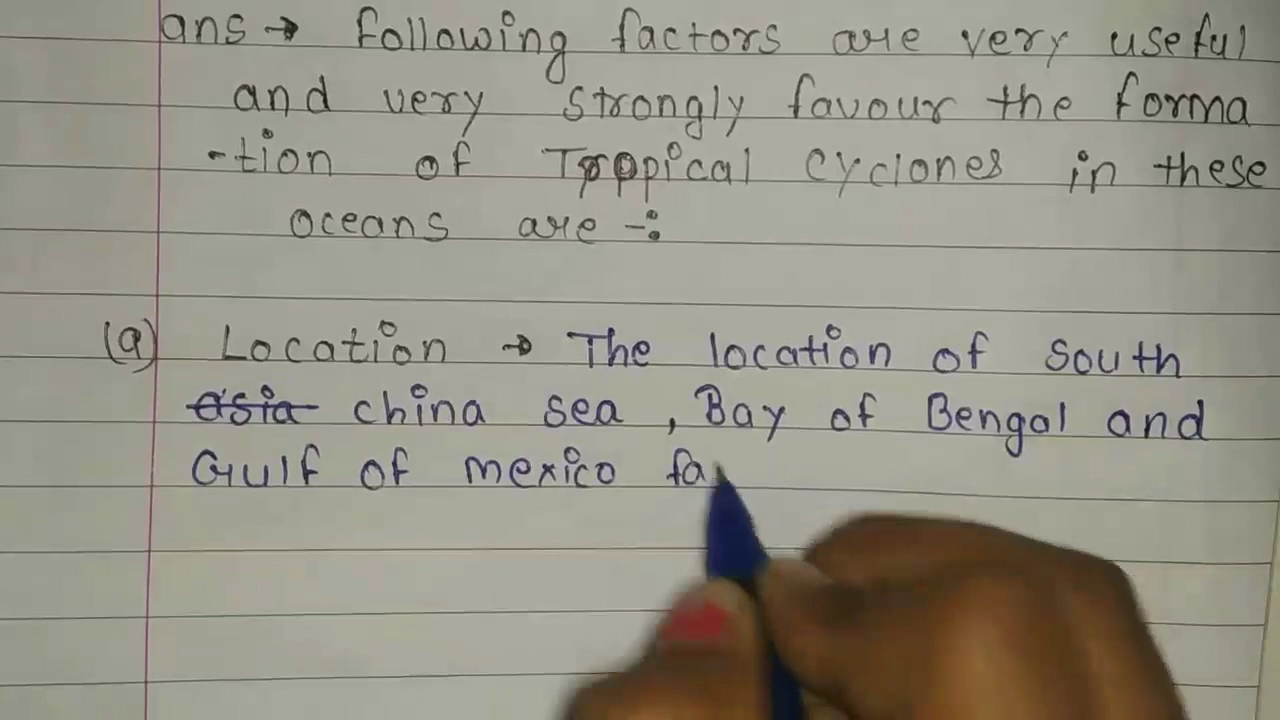 ans → Following factors are very useful
and very strongly favour the forma
-tion of Tropical Cyclones in these
oceans are -:
(a) Location → The location of south
asia china sea , Bay of Bengal and
Gulf of mexico fa